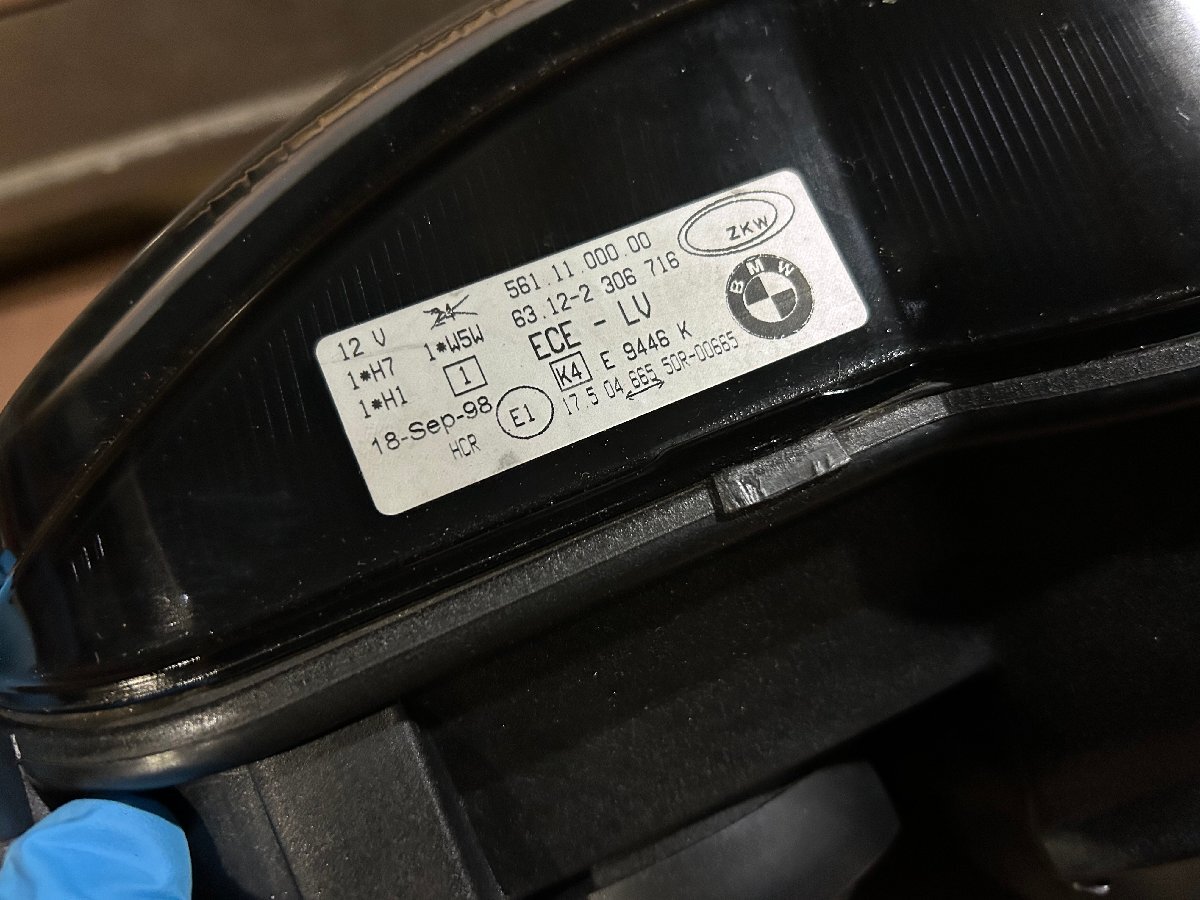 12 V 24 561.11.000.00 ZKW
1*H7 1*W5W 63.12-2 306 716 BMW
1*H1 1 ECE - LV
18-Sep-98 E1 K4 E 9446 K
HCR 17.5 04 665 50R-00665